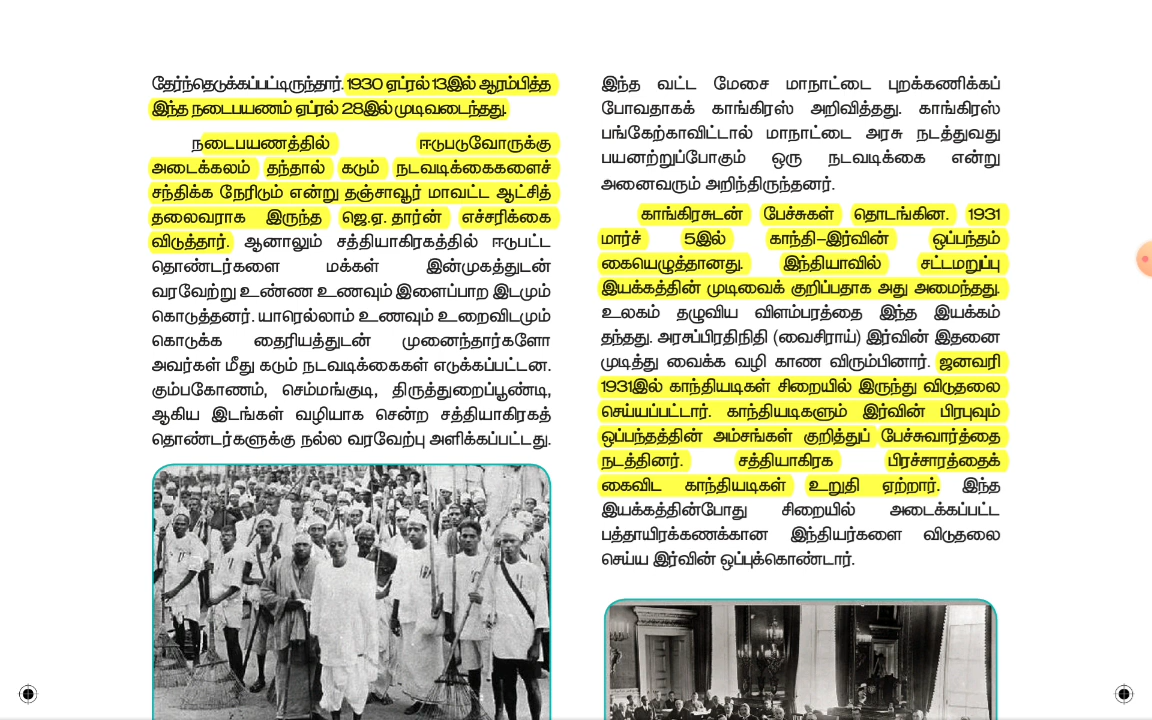 தேர்ந்தெடுக்கப்பட்டிருந்தார். 1930 ஏப்ரல் 13இல் ஆரம்பித்த
இந்த நடைபயணம் ஏப்ரல் 28இல் முடிவடைந்தது.
நடைபயணத்தில் ஈடுபடுவோருக்கு
அடைக்கலம் தந்தால் கடும் நடவடிக்கைகளைச்
சந்திக்க நேரிடும் என்று தஞ்சாவூர் மாவட்ட ஆட்சித்
தலைவராக இருந்த ஜெ.ஏ. தார்ன் எச்சரிக்கை
விடுத்தார். ஆனாலும் சத்தியாகிரகத்தில் ஈடுபட்ட
தொண்டர்களை மக்கள் இன்முகத்துடன்
வரவேற்று உண்ண உணவும் இளைப்பாற இடமும்
கொடுத்தனர். யாரெல்லாம் உணவும் உறைவிடமும்
கொடுக்க தைரியத்துடன் முனைந்தார்களோ
அவர்கள் மீது கடும் நடவடிக்கைகள் எடுக்கப்பட்டன.
கும்பகோணம், செம்மங்குடி, திருத்துறைப்பூண்டி,
ஆகிய இடங்கள் வழியாக சென்ற சத்தியாகிரகத்
தொண்டர்களுக்கு நல்ல வரவேற்பு அளிக்கப்பட்டது.
இந்த வட்ட மேசை மாநாட்டை புறக்கணிக்கப்
போவதாகக் காங்கிரஸ் அறிவித்தது. காங்கிரஸ்
பங்கேற்காவிட்டால் மாநாட்டை அரசு நடத்துவது
பயனற்றுப்போகும் ஒரு நடவடிக்கை என்று
அனைவரும் அறிந்திருந்தனர்.
காங்கிரசுடன் பேச்சுகள் தொடங்கின. 1931
மார்ச் 5இல் காந்தி–இர்வின் ஒப்பந்தம்
கையெழுத்தானது. இந்தியாவில் சட்டமறுப்பு
இயக்கத்தின் முடிவைக் குறிப்பதாக அது அமைந்தது.
உலகம் தழுவிய விளம்பரத்தை இந்த இயக்கம்
தந்தது. அரசப்பிரதிநிதி (வைசிராய்) இர்வின் இதனை
முடித்து வைக்க வழி காண விரும்பினார். ஜனவரி
1931இல் காந்தியடிகள் சிறையில் இருந்து விடுதலை
செய்யப்பட்டார். காந்தியடிகளும் இர்வின் பிரபுவும்
ஒப்பந்தத்தின் அம்சங்கள் குறித்துப் பேச்சுவார்த்தை
நடத்தினர். சத்தியாகிரக பிரச்சாரத்தைக்
கைவிட காந்தியடிகள் உறுதி ஏற்றார். இந்த
இயக்கத்தின்போது சிறையில் அடைக்கப்பட்ட
பத்தாயிரக்கணக்கான இந்தியர்களை விடுதலை
செய்ய இர்வின் ஒப்புக்கொண்டார்.